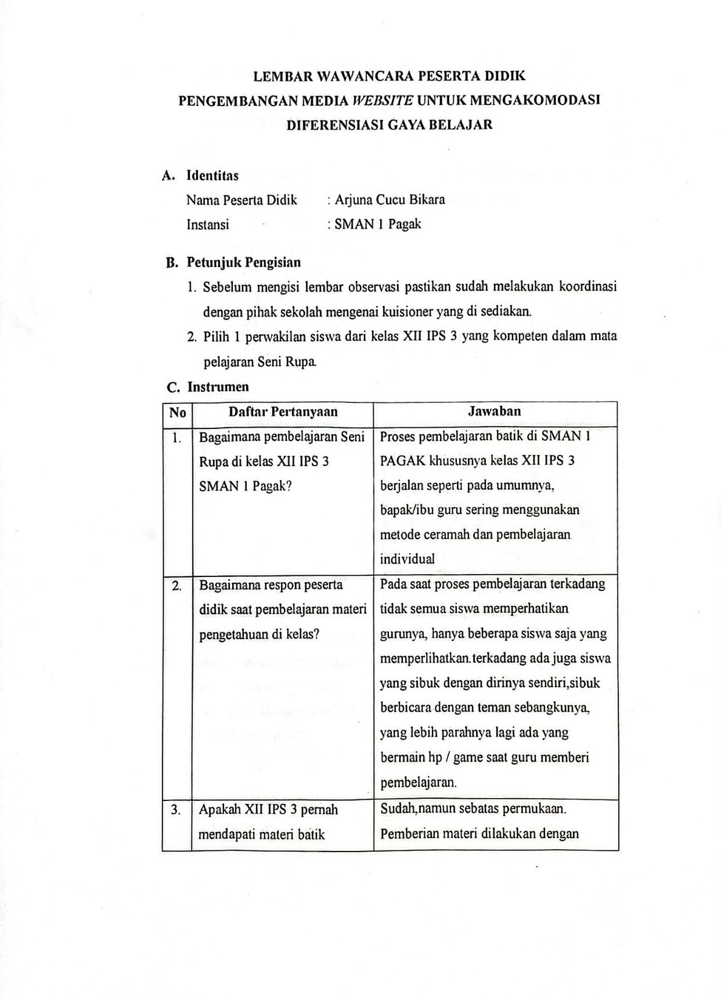 LEMBAR WAWANCARA PESERTA DIDIK
PENGEMBANGAN MEDIA WEBSITE UNTUK MENGAKOMODASI
DIFERENSIASI GAYA BELAJAR
A. Identitas
Nama Peserta Didik : Arjuna Cucu Bikara
Instansi : SMAN 1 Pagak
B. Petunjuk Pengisian
1. Sebelum mengisi lembar observasi pastikan sudah melakukan koordinasi
dengan pihak sekolah mengenai kuisioner yang di sediakan.
2. Pilih 1 perwakilan siswa dari kelas XII IPS 3 yang kompeten dalam mata
pelajaran Seni Rupa.
C. Instrumen
No Daftar Pertanyaan Jawaban
1. Bagaimana pembelajaran Seni
Rupa di kelas XII IPS 3
SMAN 1 Pagak?
Proses pembelajaran batik di SMAN 1
PAGAK khususnya kelas XII IPS 3
berjalan seperti pada umumnya,
bapak/ibu guru sering menggunakan
metode ceramah dan pembelajaran
individual
2. Bagaimana respon peserta
didik saat pembelajaran materi
pengetahuan di kelas?
Pada saat proses pembelajaran terkadang
tidak semua siswa memperhatikan
gurunya, hanya beberapa siswa saja yang
memperlihatkan.terkadang ada juga siswa
yang sibuk dengan dirinya sendiri,sibuk
berbicara dengan teman sebangkunya,
yang lebih parahnya lagi ada yang
bermain hp / game saat guru memberi
pembelajaran.
3. Apakah XII IPS 3 pernah
mendapati materi batik
Sudah,namun sebatas permukaan.
Pemberian materi dilakukan dengan